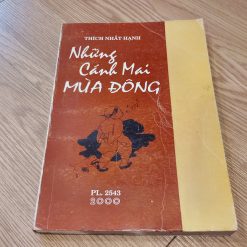 THÍCH NHẤT HẠNH
Những
Cánh Mai
MÙA ĐÔNG
PL. 2543
2000